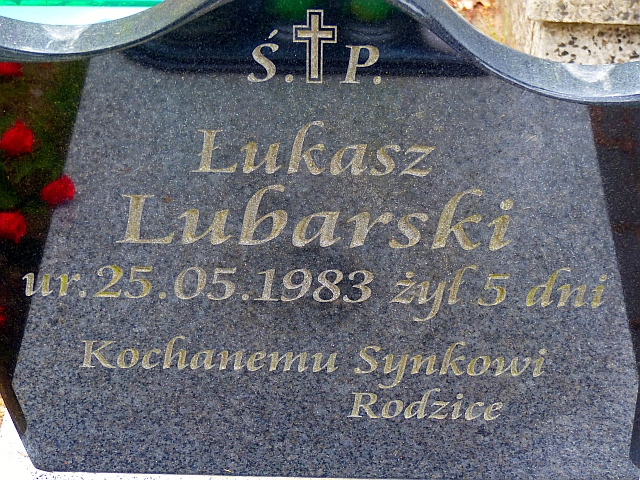 Ś. P.
Łukasz
Lubarski
ur. 25.05.1983 żył 5 dni
Kochanemu Synkowi
Rodzice